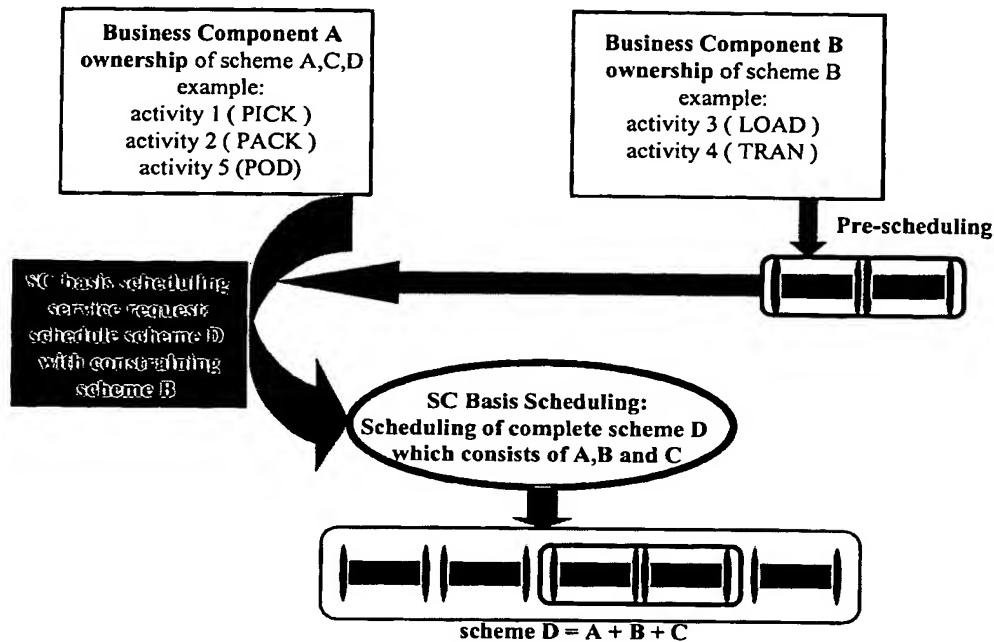 Business Component A
ownership of scheme A,C,D
example:
activity 1 ( PICK )
activity 2 ( PACK )
activity 5 (POD)
Business Component B
ownership of scheme B
example:
activity 3 ( LOAD )
activity 4 ( TRAN )
Pre-scheduling
SC basis scheduling
service request:
schedule scheme D
with constraining
scheme B
SC Basis Scheduling:
Scheduling of complete scheme D
which consists of A,B and C
scheme D = A + B + C